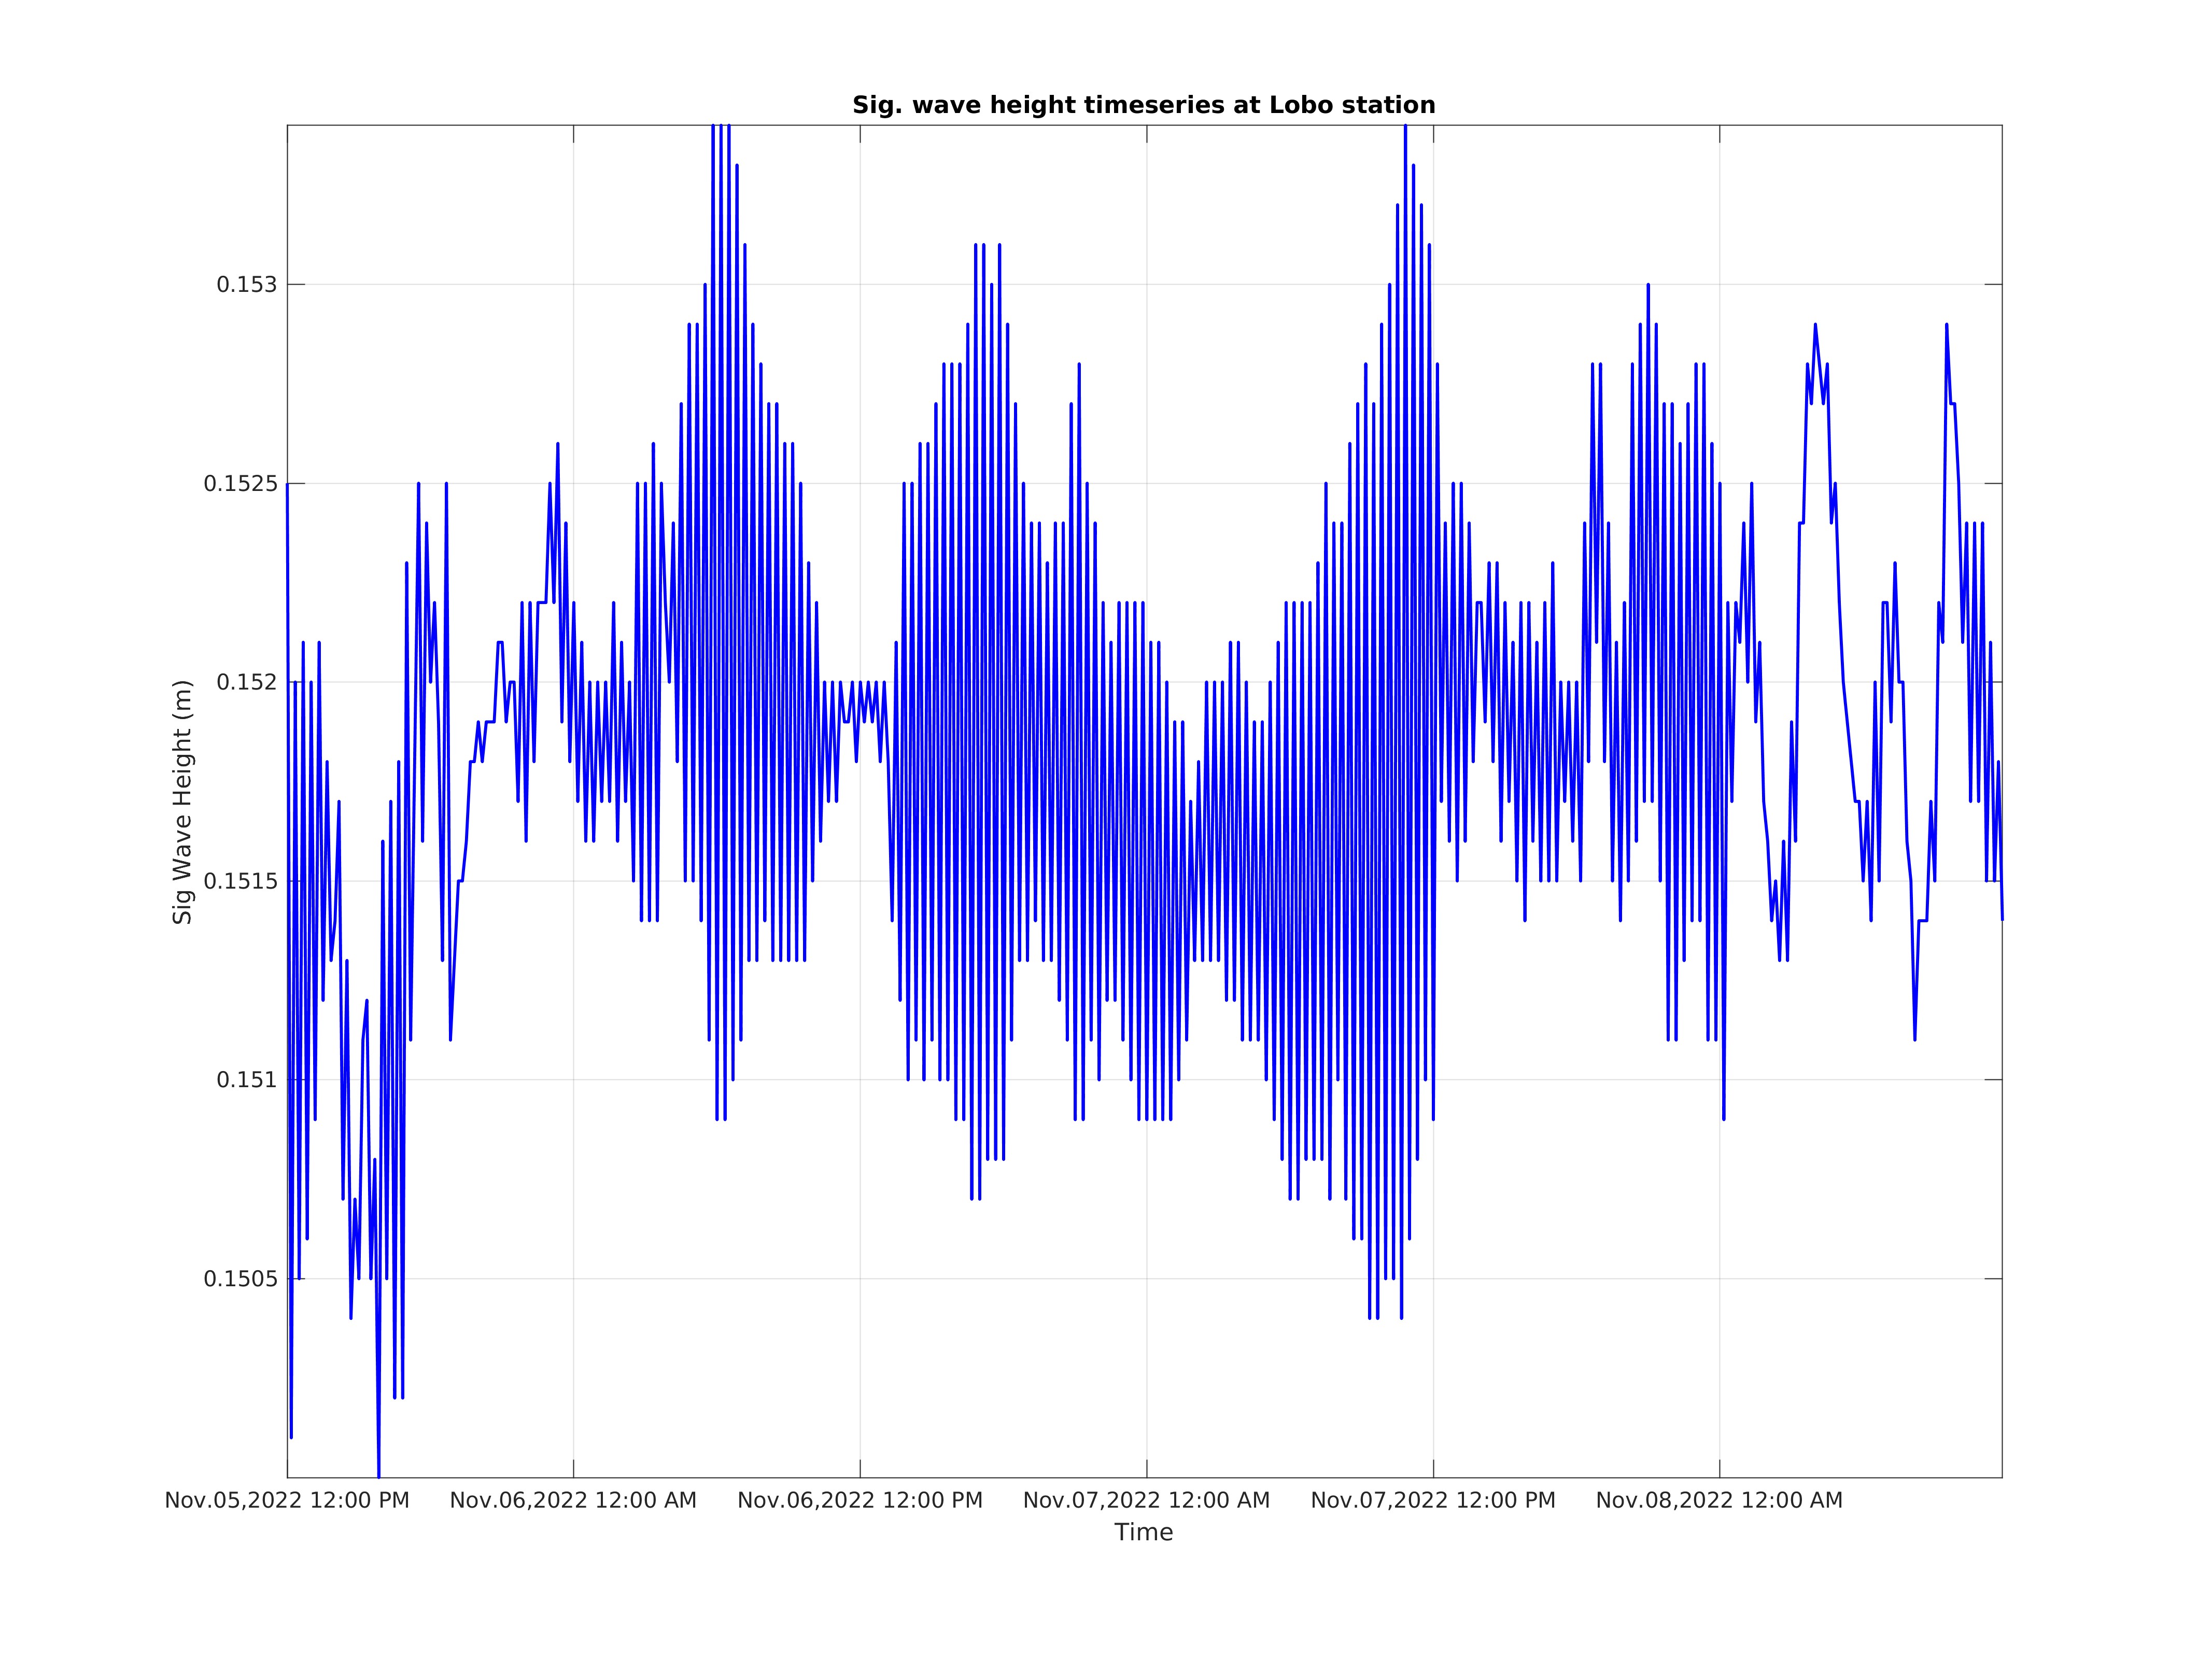 Sig. wave height timeseries at Lobo station
0.153
0.1525
0.152
0.1515
0.151
0.1505
Sig Wave Height (m)
Nov.05,2022 12:00 PM Nov.06,2022 12:00 AM Nov.06,2022 12:00 PM Nov.07,2022 12:00 AM Nov.07,2022 12:00 PM Nov.08,2022 12:00 AM
Time